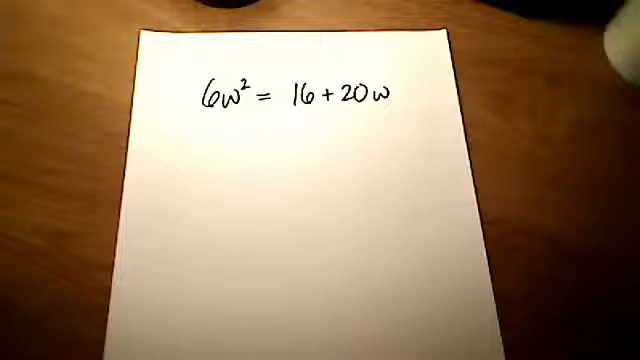 6w² = 16 + 20w